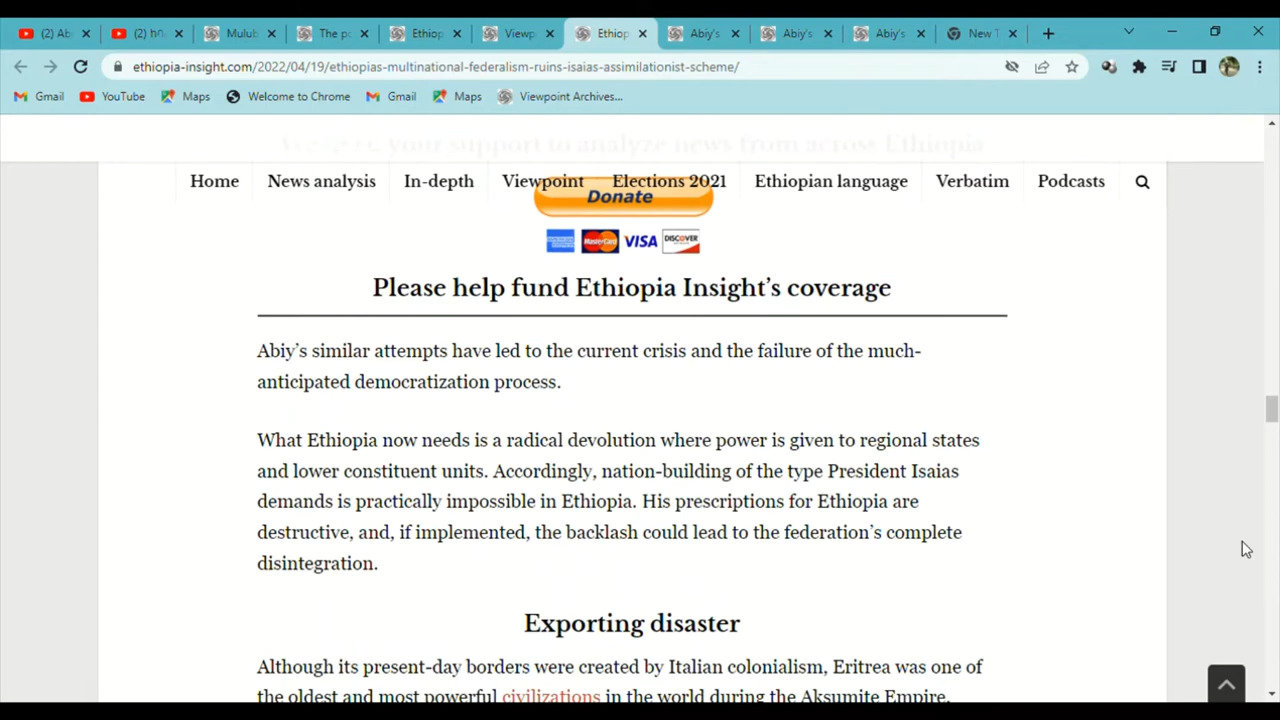 (2) Ab
(2) ሀሰ
Mulub
The po
Ethiop
Viewp
Ethiop
Abiy's
Abiy's
Abiy's
New T
ethiopia-insight.com/2022/04/19/ethiopias-multinational-federalism-ruins-isaias-assimilationist-scheme/
Gmail
YouTube
Maps
Welcome to Chrome
Gmail
Maps
Viewpoint Archives...
your support to analyze news from across Ethiopia
Home
News analysis
In-depth
Viewpoint
Elections 2021
Ethiopian language
Verbatim
Podcasts
Donate
MasterCard
VISA
DISCOVER
Please help fund Ethiopia Insight's coverage
Abiy's similar attempts have led to the current crisis and the failure of the much-
anticipated democratization process.
What Ethiopia now needs is a radical devolution where power is given to regional states
and lower constituent units. Accordingly, nation-building of the type President Isaias
demands is practically impossible in Ethiopia. His prescriptions for Ethiopia are
destructive, and, if implemented, the backlash could lead to the federation's complete
disintegration.
Exporting disaster
Although its present-day borders were created by Italian colonialism, Eritrea was one of
the oldest and most powerful civilizations in the world during the Aksumite Empire.